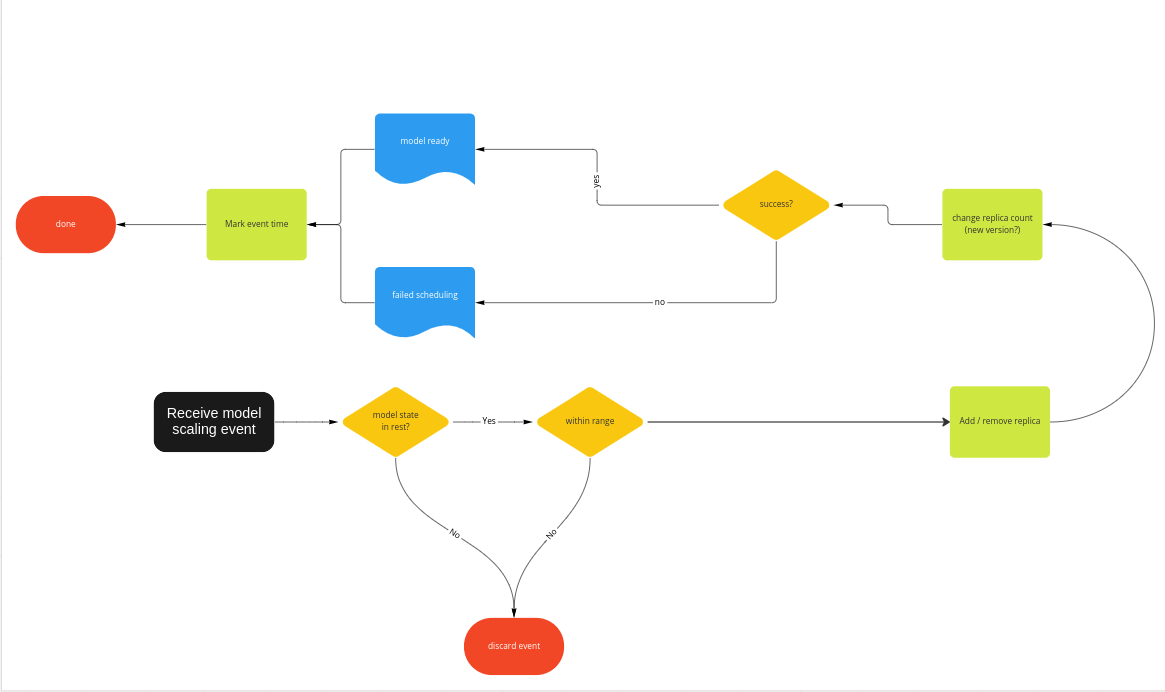 model ready
yes
success?
done
Mark event time
change replica count
(new version?)
failed scheduling
no
Receive model
scaling event
model state
in rest?
Yes
within range
Add / remove replica
No
No
discard event